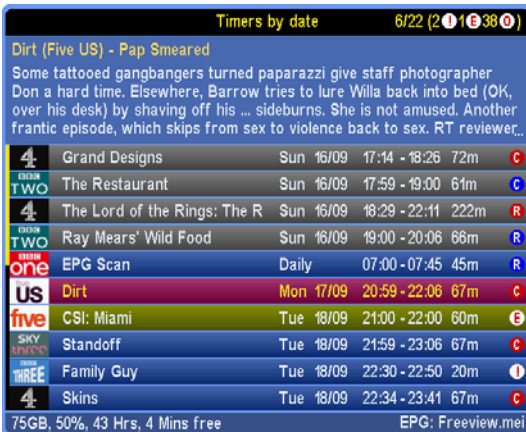 Timers by date 6/22 (2!1E38O)
Dirt (Five US) - Pap Smeared
Some tattooed gangbangers turned paparazzi give staff photographer
Don a hard time. Elsewhere, Barrow tries to lure Willa back into bed (OK,
over his desk) by shaving off his ... sideburns. She is not amused. Another
frantic episode, which skips from sex to violence back to sex. RT reviewer...
4 Grand Designs Sun 16/09 17:14 - 18:26 72m C
BBC TWO The Restaurant Sun 16/09 17:59 - 19:00 61m C
4 The Lord of the Rings: The R Sun 16/09 18:29 - 22:11 222m R
BBC TWO Ray Mears' Wild Food Sun 16/09 19:00 - 20:06 66m R
BBC one EPG Scan Daily 07:00 - 07:45 45m R
US Dirt Mon 17/09 20:59 - 22:06 67m C
five CSI: Miami Tue 18/09 21:00 - 22:00 60m E
SKY three Standoff Tue 18/09 21:59 - 23:06 67m C
BBC THREE Family Guy Tue 18/09 22:30 - 22:50 20m !
4 Skins Tue 18/09 22:34 - 23:41 67m C
75GB, 50%, 43 Hrs, 4 Mins free EPG: Freeview.mei